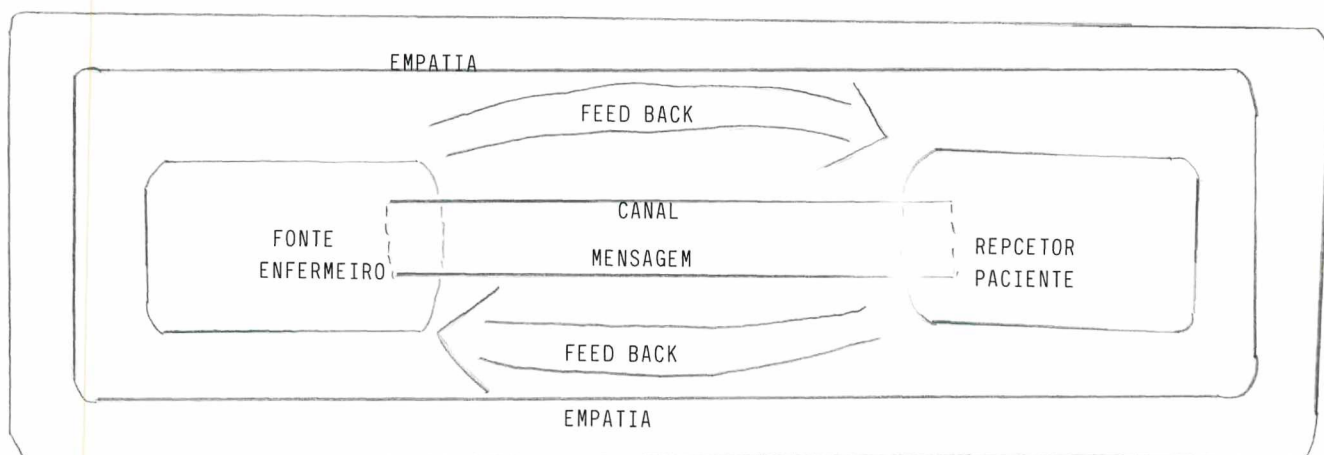 EMPATIA
FEED BACK
CANAL
MENSAGEM
FONTE
ENFERMEIRO
REPCETOR
PACIENTE
FEED BACK
EMPATIA